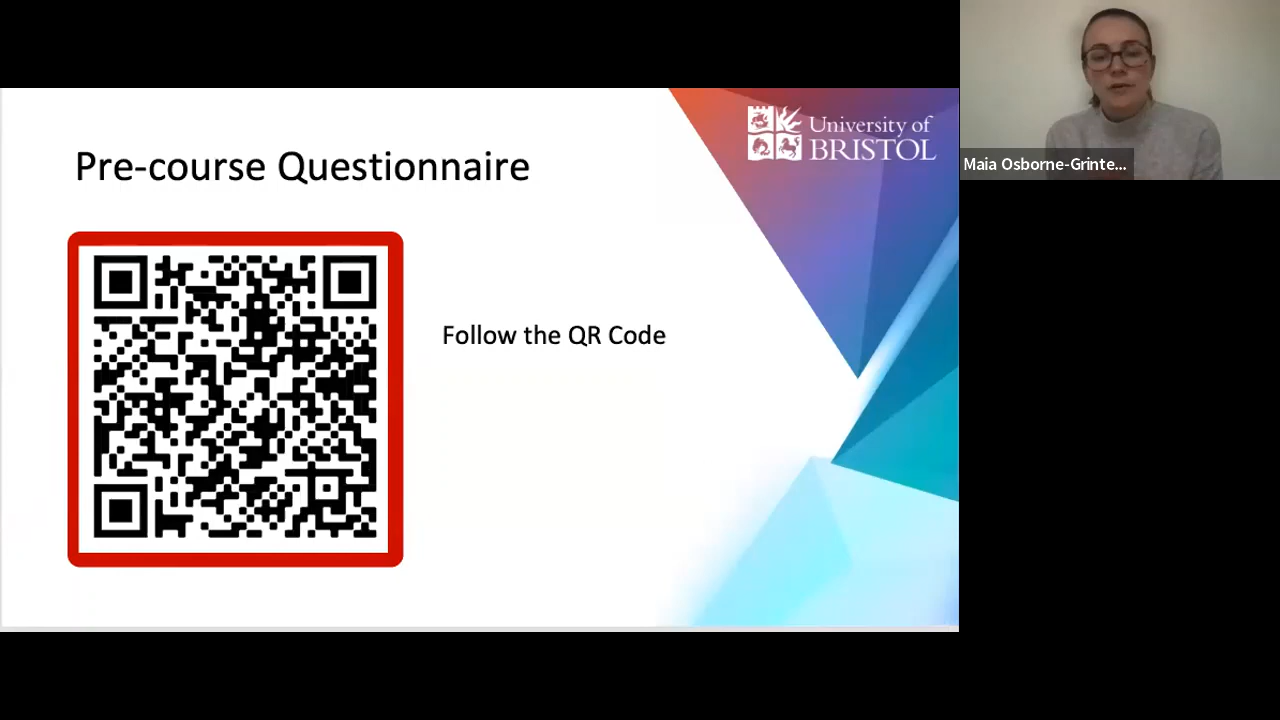 University of
BRISTOL
Pre-course Questionnaire
Maia Osborne-Grinte...
Follow the QR Code